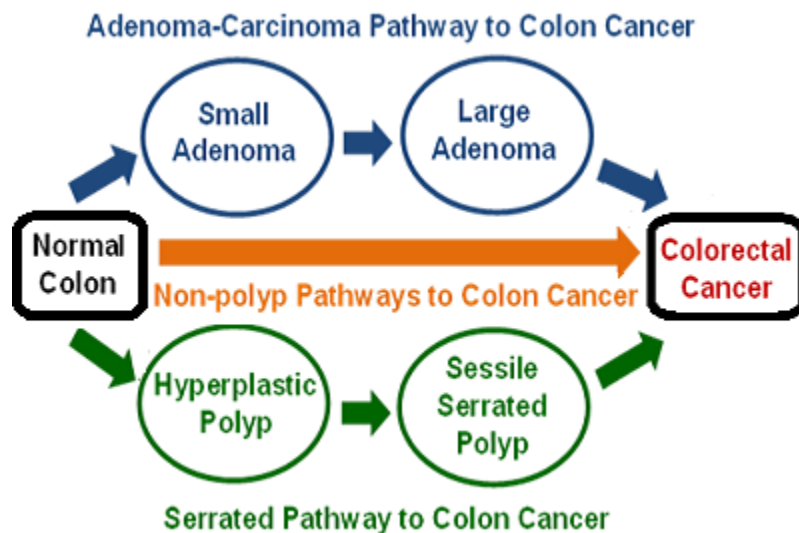 Adenoma-Carcinoma Pathway to Colon Cancer
Small
Adenoma
Large
Adenoma
Normal
Colon
Colorectal
Cancer
Non-polyp Pathways to Colon Cancer
Hyperplastic
Polyp
Sessile
Serrated
Polyp
Serrated Pathway to Colon Cancer